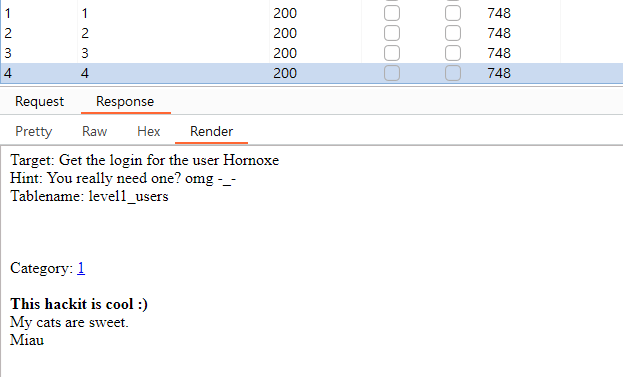 1 1 200 748
2 2 200 748
3 3 200 748
4 4 200 748
Request Response
Pretty Raw Hex Render
Target: Get the login for the user Hornoxe
Hint: You really need one? omg -_-
Tablename: level1_users
Category: 1
This hackit is cool :)
My cats are sweet.
Miau